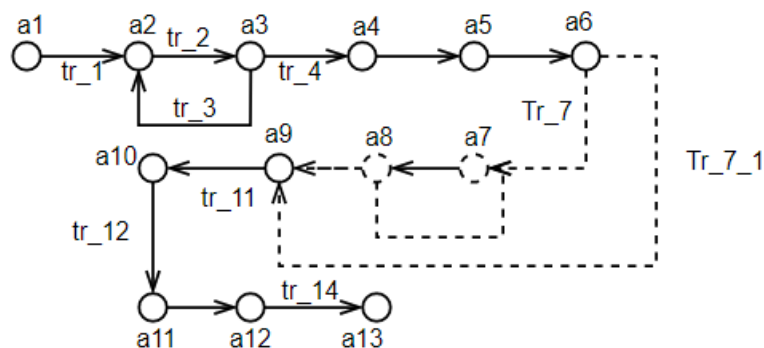 a1 a2 tr_2 a3 a4 a5 a6
tr_1 tr_4
tr_3
Tr_7
a10 a9 a8 a7 Tr_7_1
tr_11
tr_12
tr_14
a11 a12 a13